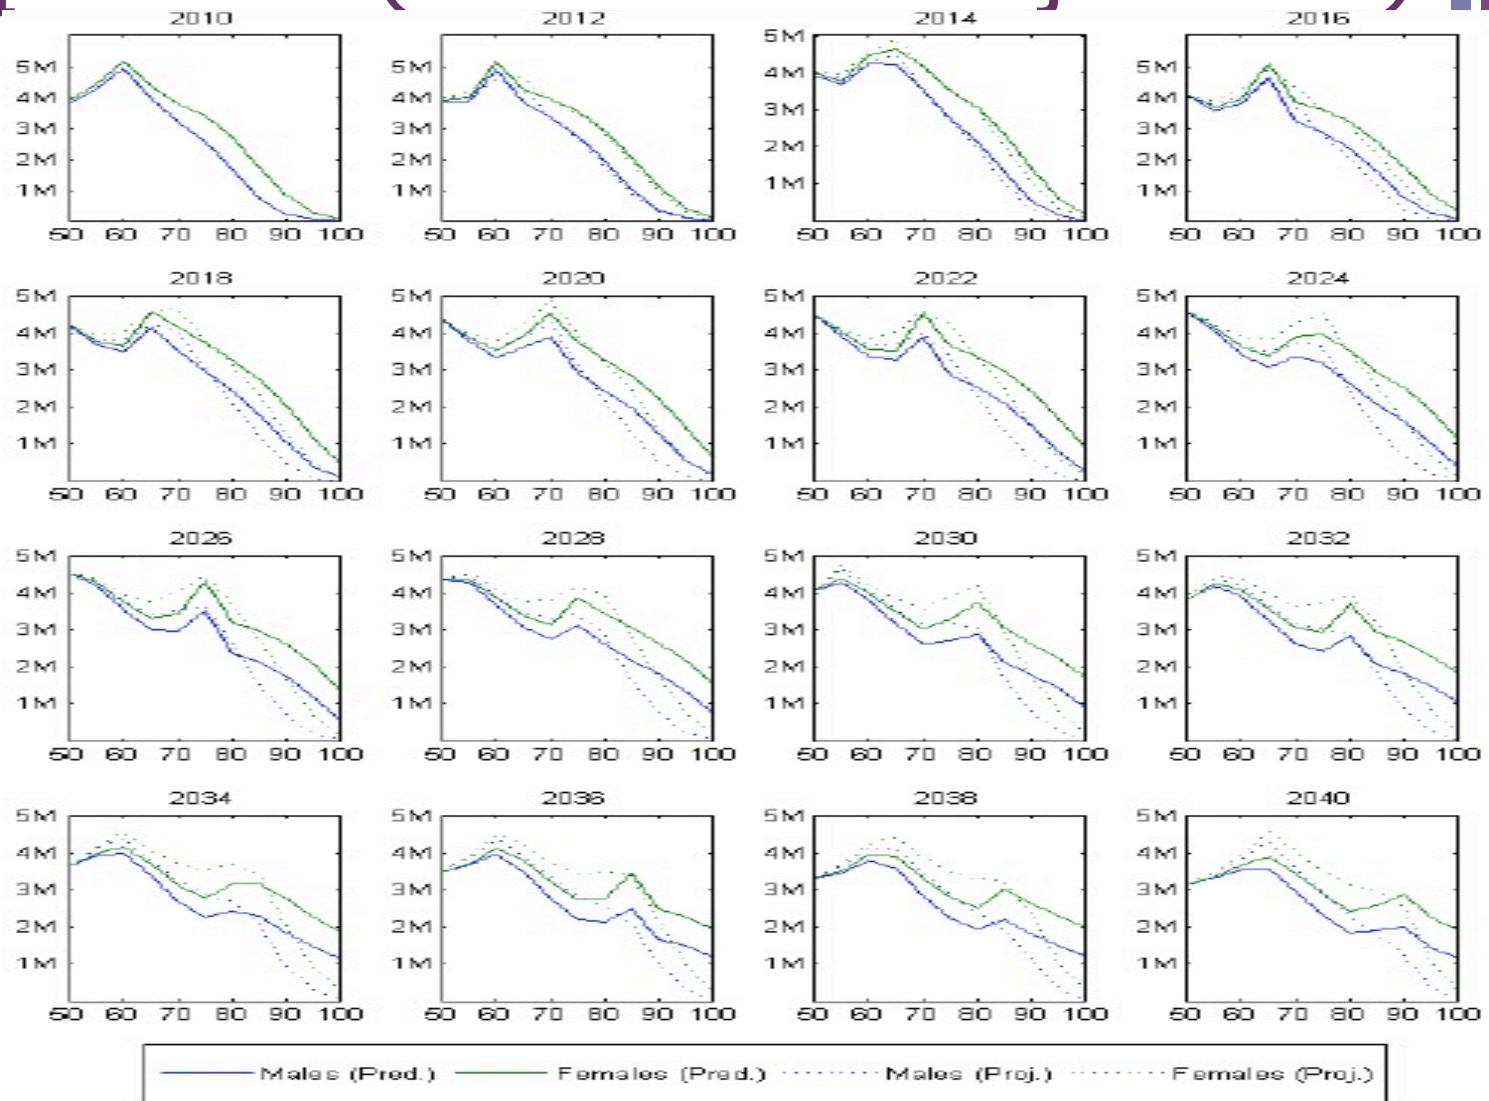 2010 2012 2014 2016
5M 5M 5M 5M
4M 4M 4M 4M
3M 3M 3M 3M
2M 2M 2M 2M
1M 1M 1M 1M
50 60 70 80 90 100 50 60 70 80 90 100 50 60 70 80 90 100 50 60 70 80 90 100
2018 2020 2022 2024
5M 5M 5M 5M
4M 4M 4M 4M
3M 3M 3M 3M
2M 2M 2M 2M
1M 1M 1M 1M
50 60 70 80 90 100 50 60 70 80 90 100 50 60 70 80 90 100 50 60 70 80 90 100
2026 2028 2030 2032
5M 5M 5M 5M
4M 4M 4M 4M
3M 3M 3M 3M
2M 2M 2M 2M
1M 1M 1M 1M
50 60 70 80 90 100 50 60 70 80 90 100 50 60 70 80 90 100 50 60 70 80 90 100
2034 2036 2038 2040
5M 5M 5M 5M
4M 4M 4M 4M
3M 3M 3M 3M
2M 2M 2M 2M
1M 1M 1M 1M
50 60 70 80 90 100 50 60 70 80 90 100 50 60 70 80 90 100 50 60 70 80 90 100
Males (Pred.) Females (Pred.) Males (Proj.) Females (Proj.)